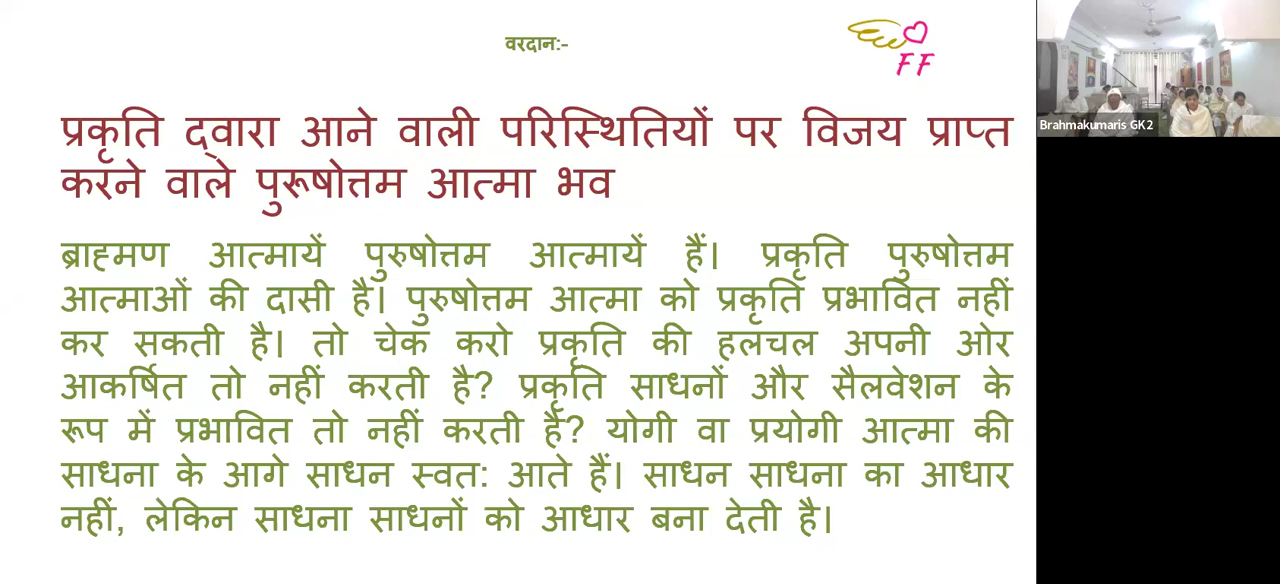 वरदान:-
FF
प्रकृति द्वारा आने वाली परिस्थितियों पर विजय प्राप्त
करने वाले पुरूषोत्तम आत्मा भव
ब्राह्मण आत्मायें पुरुषोत्तम आत्मायें हैं। प्रकृति पुरुषोत्तम
आत्माओं की दासी है। पुरुषोत्तम आत्मा को प्रकृति प्रभावित नहीं
कर सकती है। तो चेक करो प्रकृति की हलचल अपनी ओर
आकर्षित तो नहीं करती है? प्रकृति साधनों और सैलवेशन के
रूप में प्रभावित तो नहीं करती है? योगी वा प्रयोगी आत्मा की
साधना के आगे साधन स्वत: आते हैं। साधन साधना का आधार
नहीं, लेकिन साधना साधनों को आधार बना देती है।
Brahmakumaris GK2